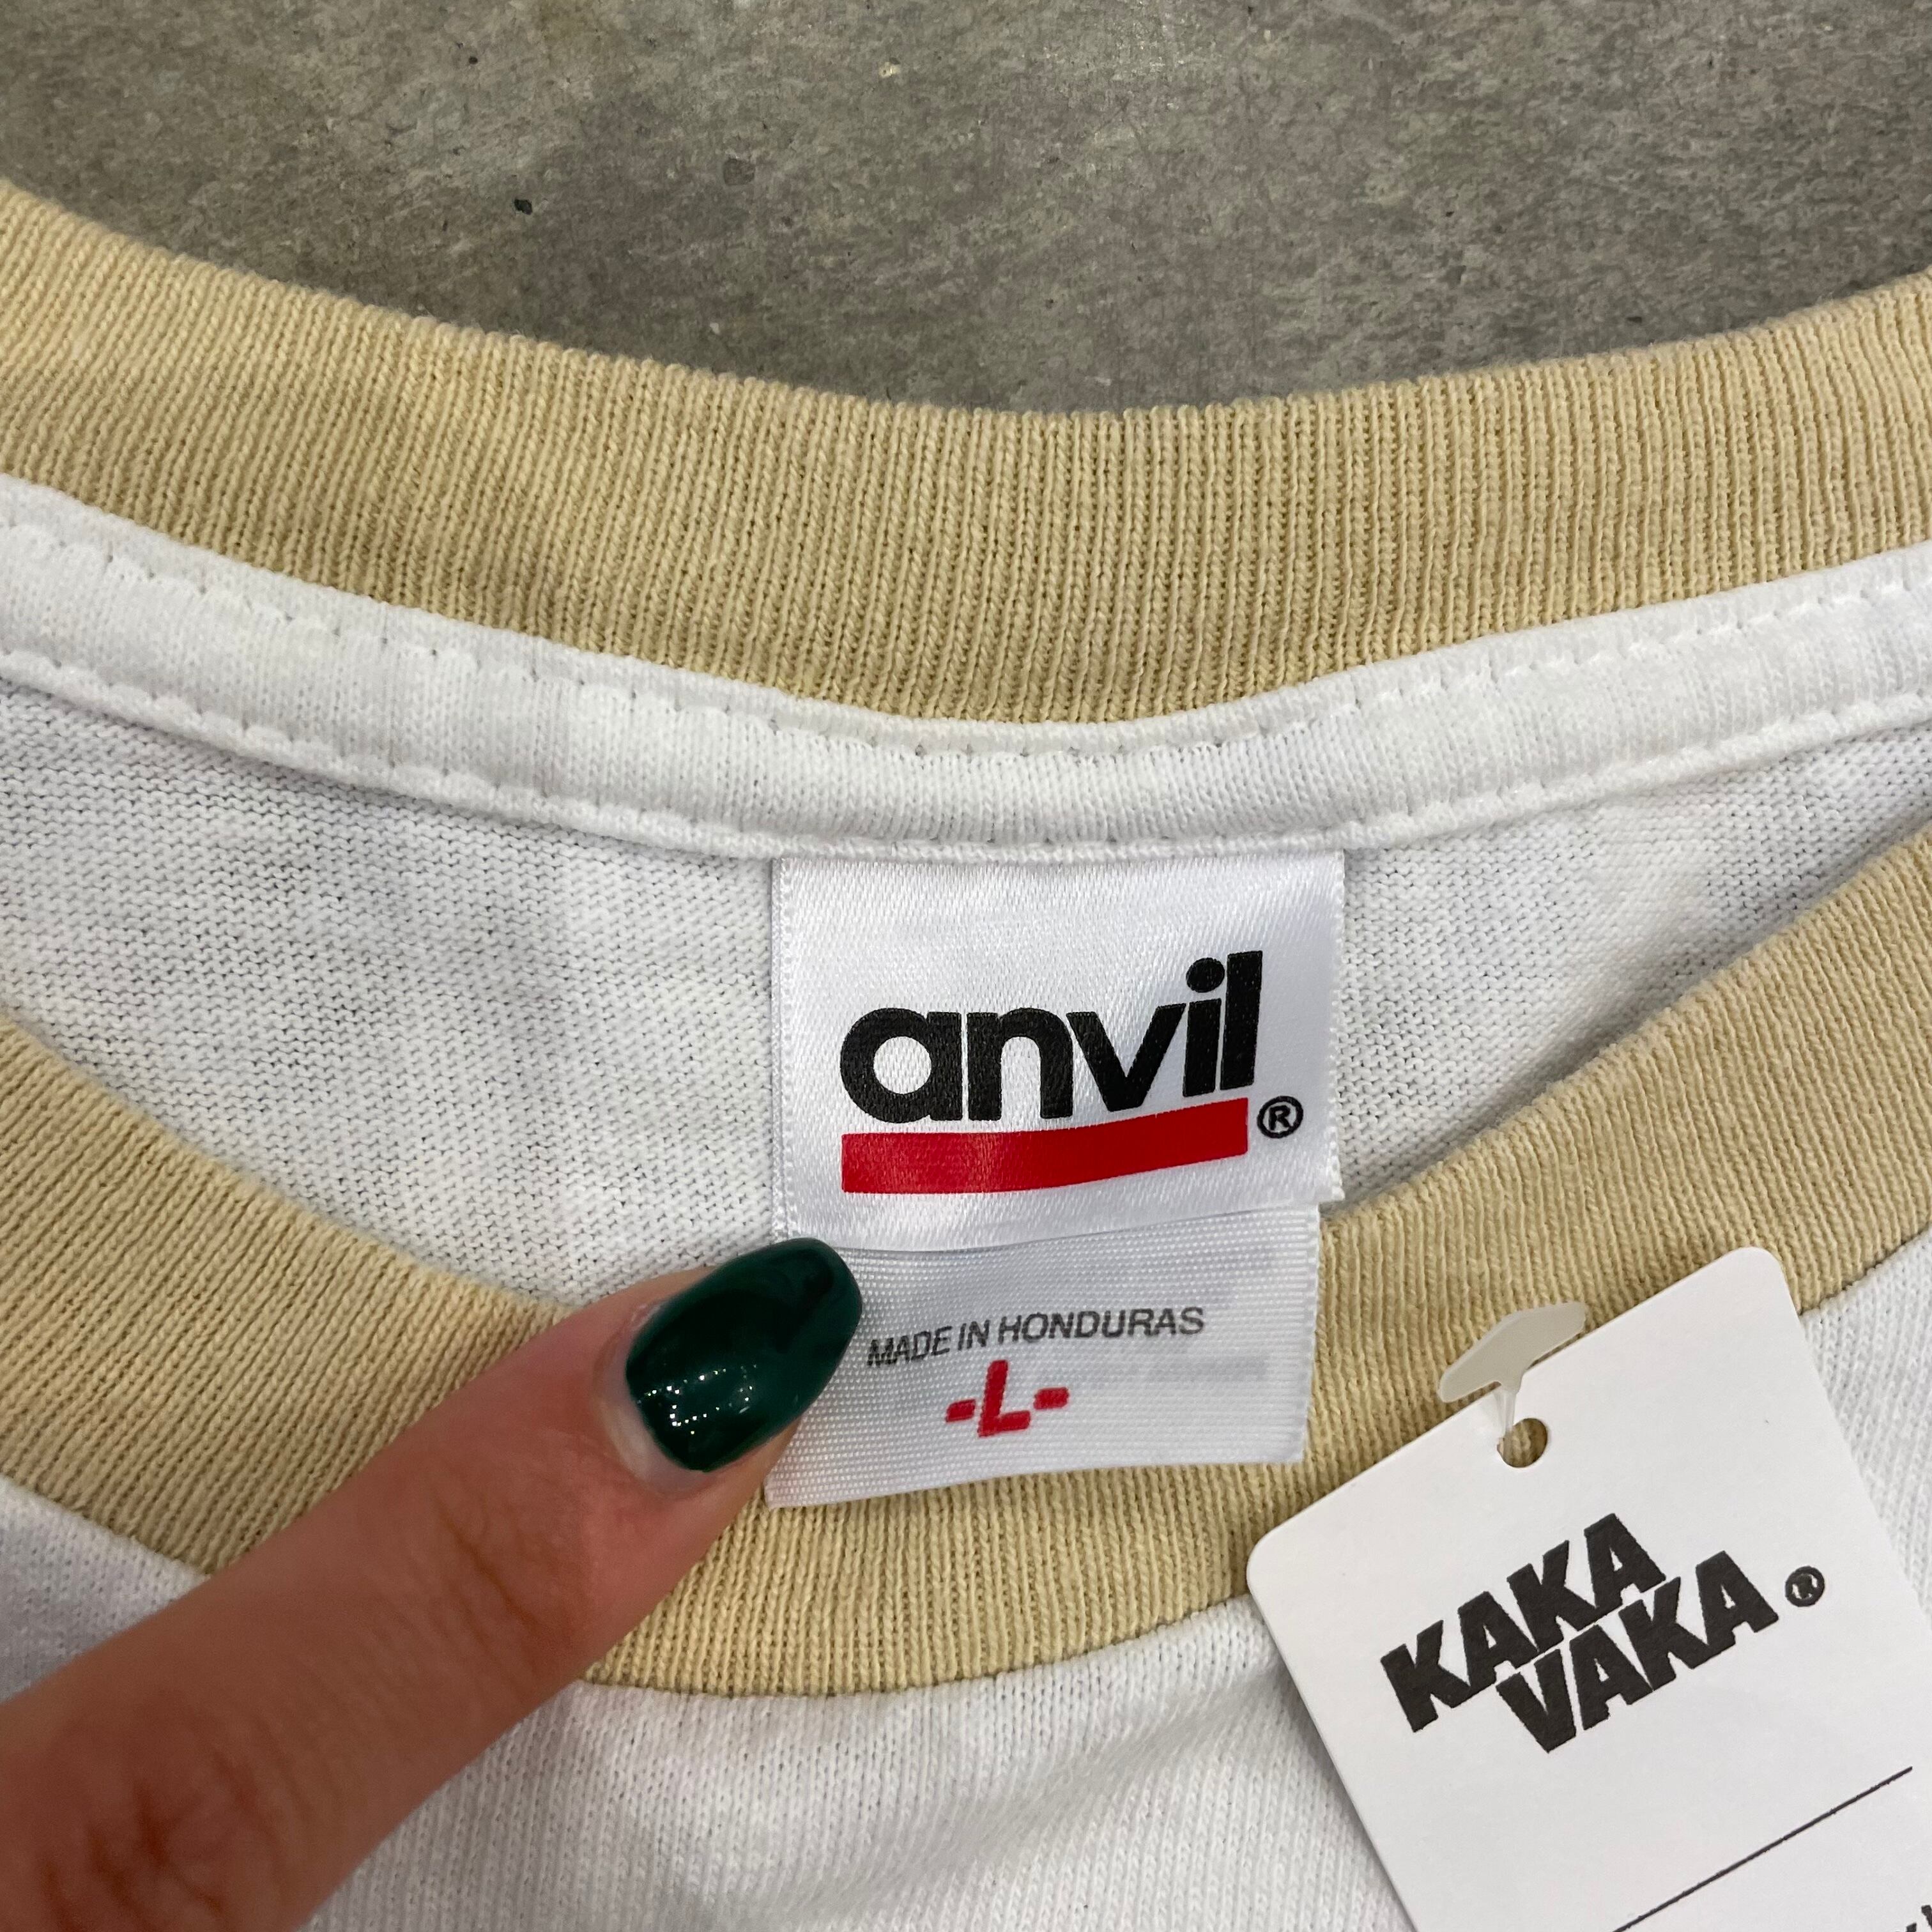 anvil®
MADE IN HONDURAS
-L-
KAKA
VAKA®